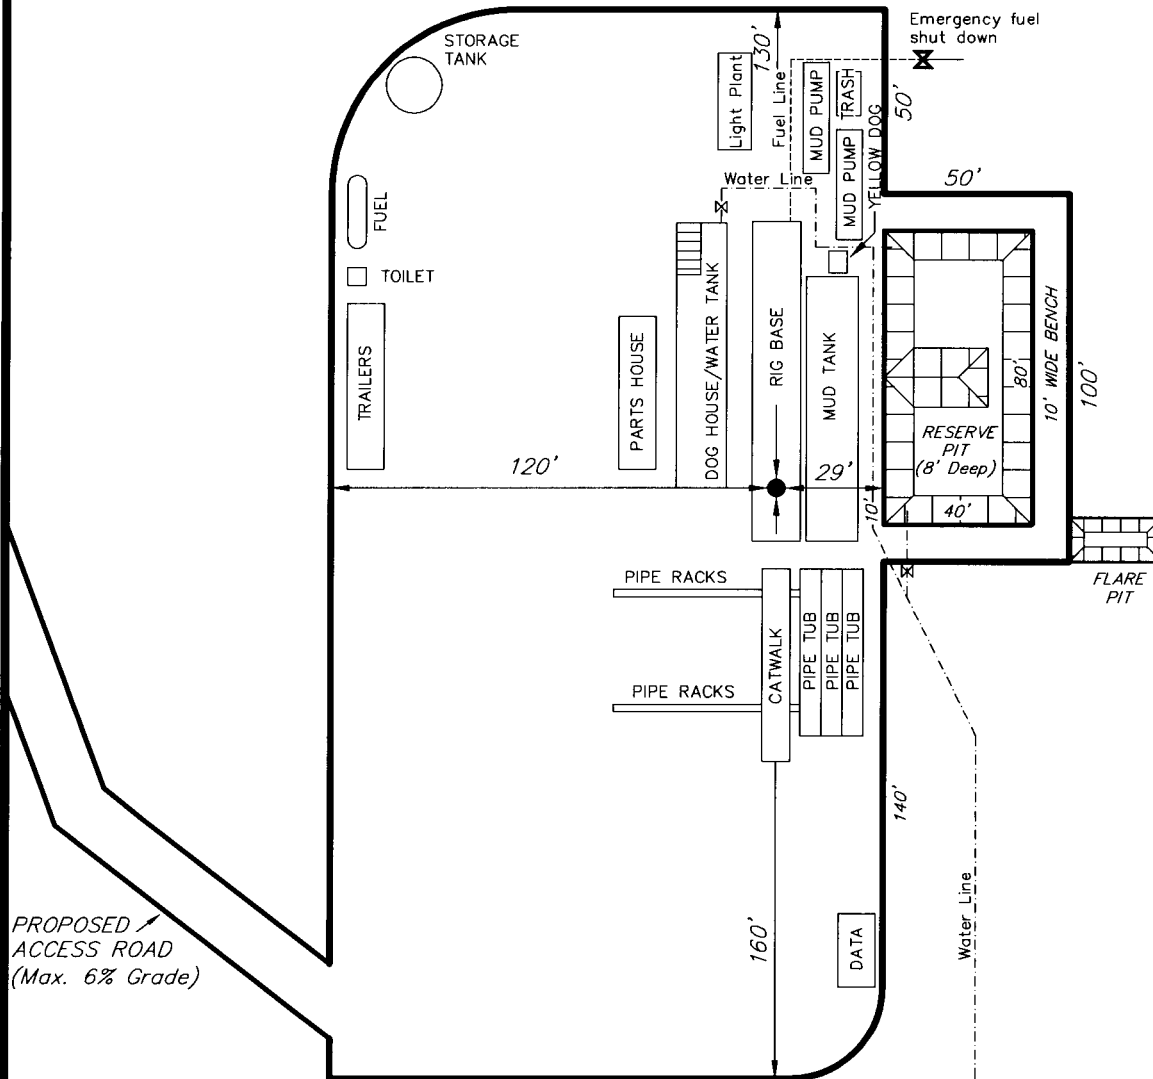 Emergency fuel
shut down
STORAGE
TANK
130'
Light Plant
Fuel Line
MUD PUMP
TRASH
50'
MUD PUMP
YELLOW DOG
Water Line
50'
FUEL
TOILET
TRAILERS
PARTS HOUSE
DOG HOUSE/WATER TANK
RIG BASE
MUD TANK
80'
10' WIDE BENCH
100'
RESERVE
PIT
(8' Deep)
120'
29'
10'
40'
FLARE
PIT
PIPE RACKS
CATWALK
PIPE TUB
PIPE TUB
PIPE TUB
PIPE RACKS
140'
Water Line
160'
DATA
PROPOSED
ACCESS ROAD
(Max. 6% Grade)